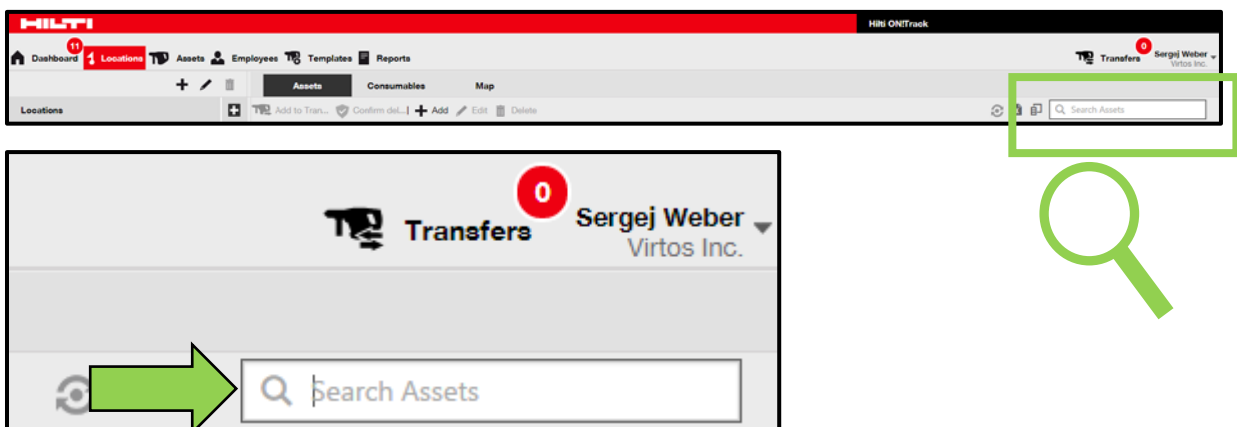 HILTI
Hilti ON!Track
11
0
Dashboard Locations Assets Employees Templates Reports
Transfers Sergej Weber
Virtos Inc.
Assets Consumables Map
Locations
Add to Tran... Confirm del...| Add Edit Delete
Search Assets
0
Transfers Sergej Weber
Virtos Inc.
Search Assets